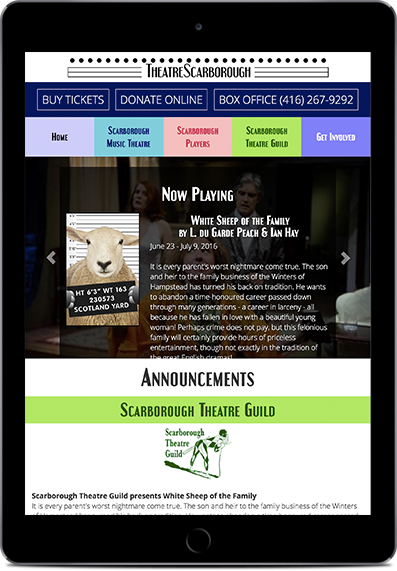 TheatreScarborough
BUY TICKETS DONATE ONLINE BOX OFFICE (416) 267-9292
Home
Scarborough
Music Theatre
Scarborough
Players
Scarborough
Theatre Guild
Get Involved
Now Playing
White Sheep of the Family
by L. du Garde Peach & Ian Hay
June 23 - July 9, 2016
HT 6'3" WT 163
230573
SCOTLAND YARD
It is every parent's worst nightmare come true. The son
and heir to the family business of the Winters of
Hampstead has turned his back on tradition. He wants
to abandon a time honoured career passed down
through many generations - a career in larceny - all
because he has fallen in love with a beautiful young
woman! Perhaps crime does not pay, but this felonious
family will certainly provide hours of priceless
entertainment, though not exactly in the tradition of
the great English dramas!
Announcements
Scarborough Theatre Guild
Scarborough
Theatre
Guild
Scarborough Theatre Guild presents White Sheep of the Family
It is every parent's worst nightmare come true. The son and heir to the family business of the Winters